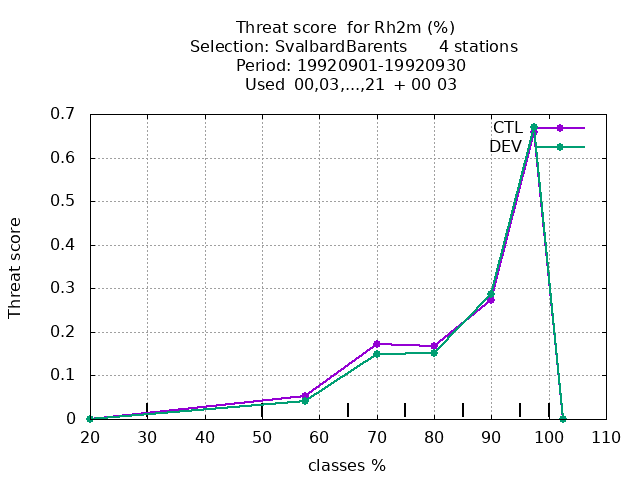 Threat score  for Rh2m (%)
Selection: SvalbardBarents      4 stations
Period: 19920901-19920930
Used  00,03,...,21  + 00 03
CTL
DEV
Threat score
0.7
0.6
0.5
0.4
0.3
0.2
0.1
0
20 30 40 50 60 70 80 90 100 110
classes %